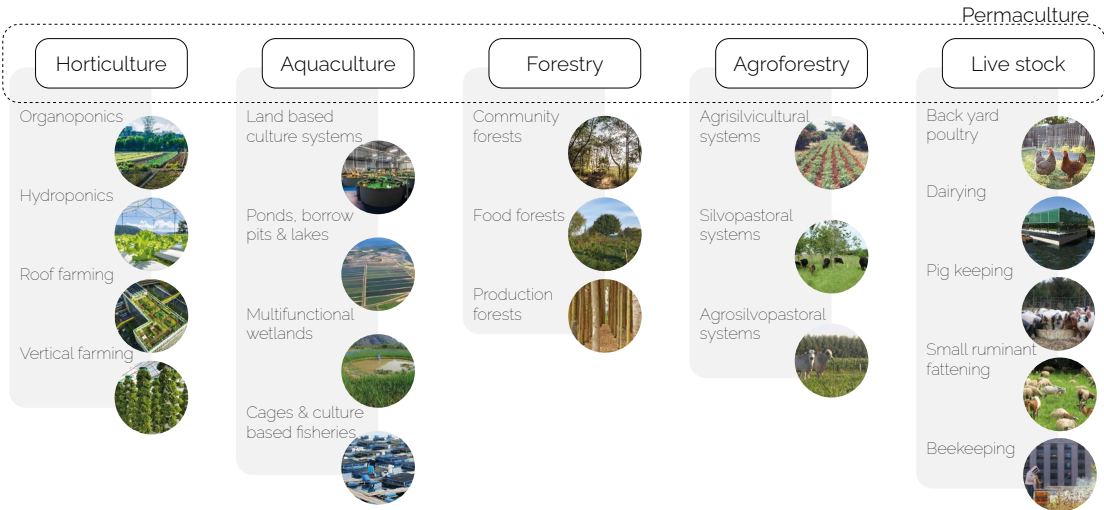 Permaculture
Horticulture
Organoponics
Hydroponics
Roof farming
Vertical farming
Aquaculture
Land based
culture systems
Ponds, borrow
pits & lakes
Multifunctional
wetlands
Cages & culture
based fisheries
Forestry
Community
forests
Food forests
Production
forests
Agroforestry
Agrisilvicultural
systems
Silvopastoral
systems
Agrosilvopastoral
systems
Live stock
Back yard
poultry
Dairying
Pig keeping
Small ruminant
fattening
Beekeeping